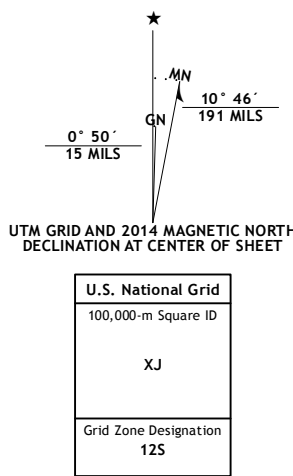 MN
10° 46´
191 MILS
GN
0° 50´
15 MILS
UTM GRID AND 2014 MAGNETIC NORTH
DECLINATION AT CENTER OF SHEET
U.S. National Grid
100,000-m Square ID
XJ
Grid Zone Designation
12S